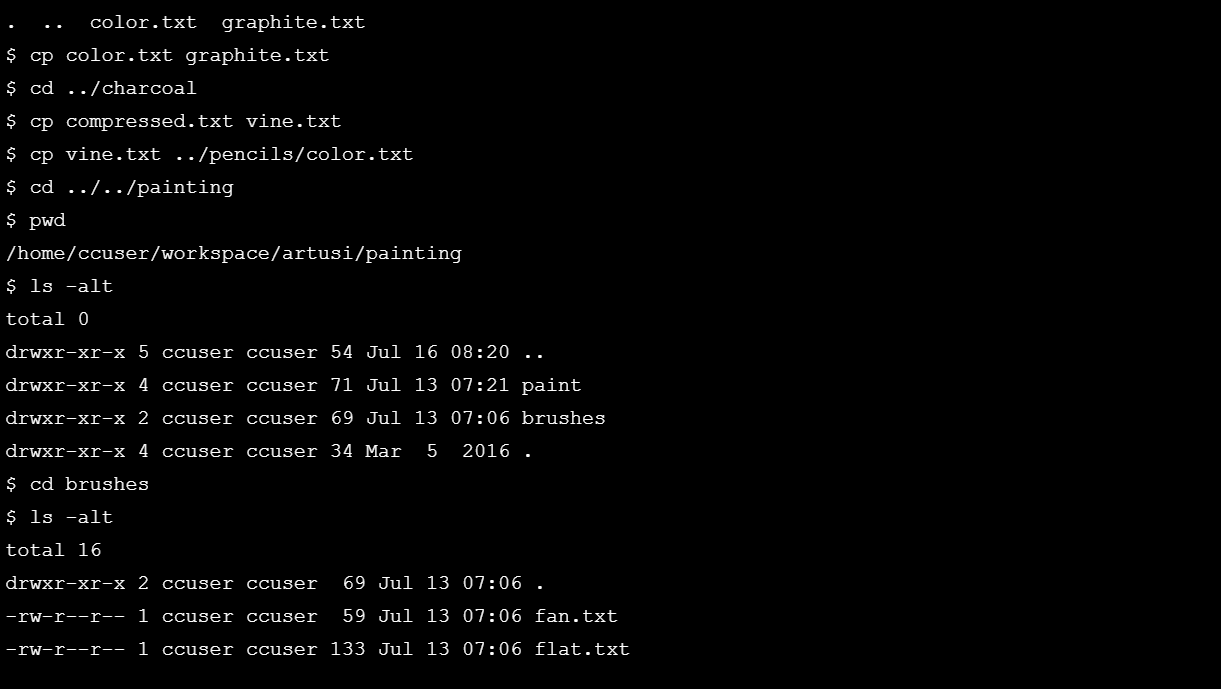 .  ..  color.txt  graphite.txt
$ cp color.txt graphite.txt
$ cd ../charcoal
$ cp compressed.txt vine.txt
$ cp vine.txt ../pencils/color.txt
$ cd ../../painting
$ pwd
/home/ccuser/workspace/artusi/painting
$ ls -alt
total 0
drwxr-xr-x 5 ccuser ccuser 54 Jul 16 08:20 ..
drwxr-xr-x 4 ccuser ccuser 71 Jul 13 07:21 paint
drwxr-xr-x 2 ccuser ccuser 69 Jul 13 07:06 brushes
drwxr-xr-x 4 ccuser ccuser 34 Mar  5  2016 .
$ cd brushes
$ ls -alt
total 16
drwxr-xr-x 2 ccuser ccuser  69 Jul 13 07:06 .
-rw-r--r-- 1 ccuser ccuser  59 Jul 13 07:06 fan.txt
-rw-r--r-- 1 ccuser ccuser 133 Jul 13 07:06 flat.txt